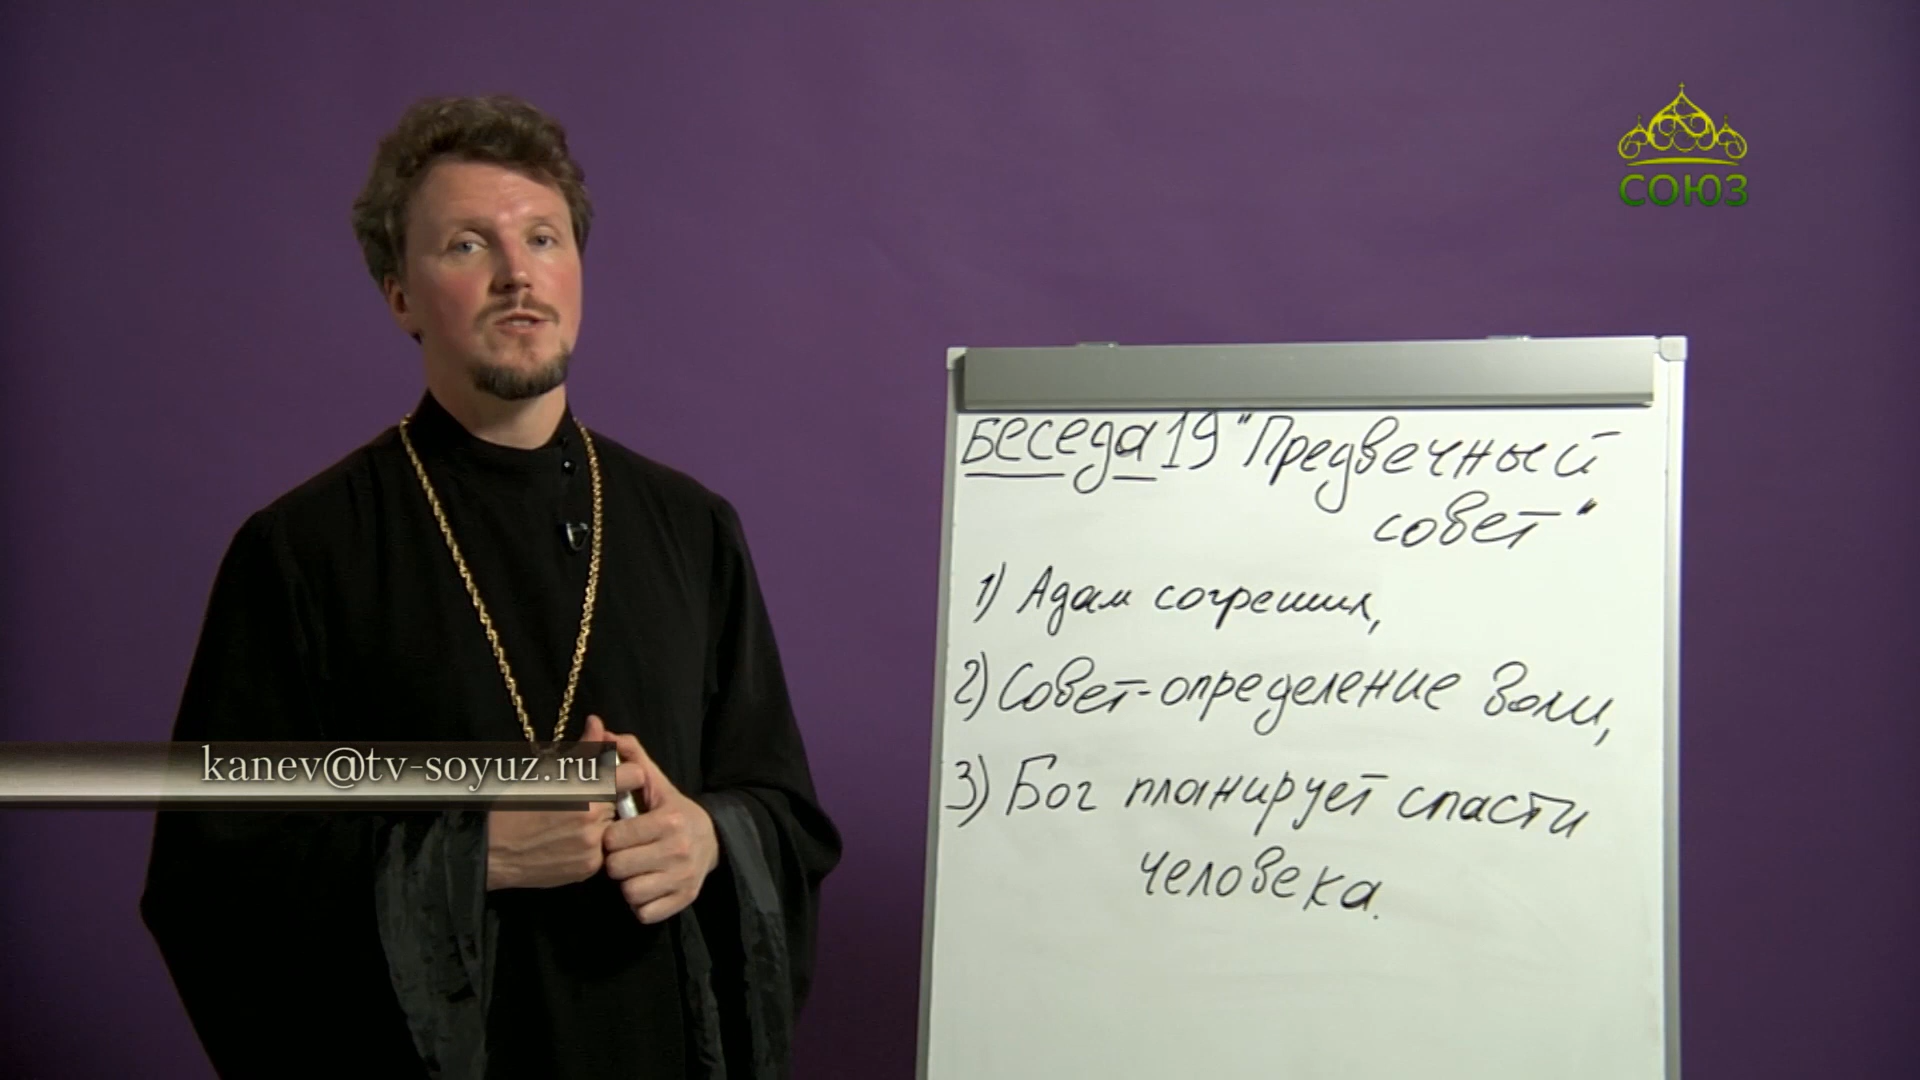 СОЮЗ
Беседа 19 "Предвечный
совет"
1) Адам согрешил,
2) Совет-определение воли,
3) Бог планирует спасти
человека.
kanev@tv-soyuz.ru